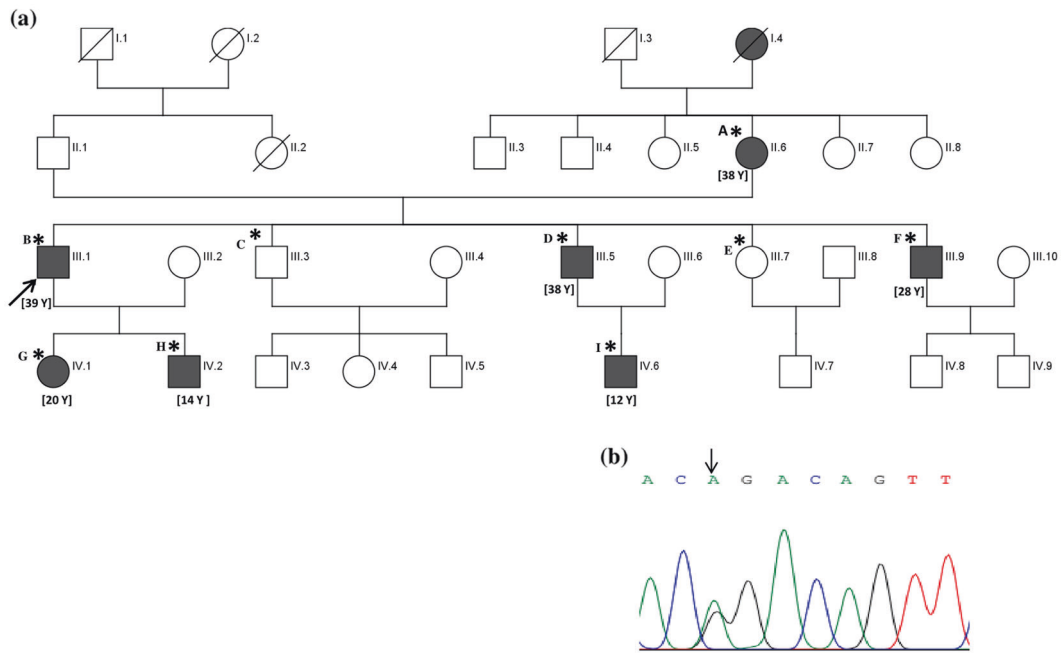 (a)
I.1 I.2 I.3 I.4
A * 
II.1 II.2 II.3 II.4 II.5 II.6 II.7 II.8
[38 Y]
B * C * D * E * F *
III.1 III.2 III.3 III.4 III.5 III.6 III.7 III.8 III.9 III.10
[39 Y] [38 Y] [28 Y]
G * H * I *
IV.1 IV.2 IV.3 IV.4 IV.5 IV.6 IV.7 IV.8 IV.9
[20 Y] [14 Y ] [12 Y]
(b)
A C A G A C A G T T